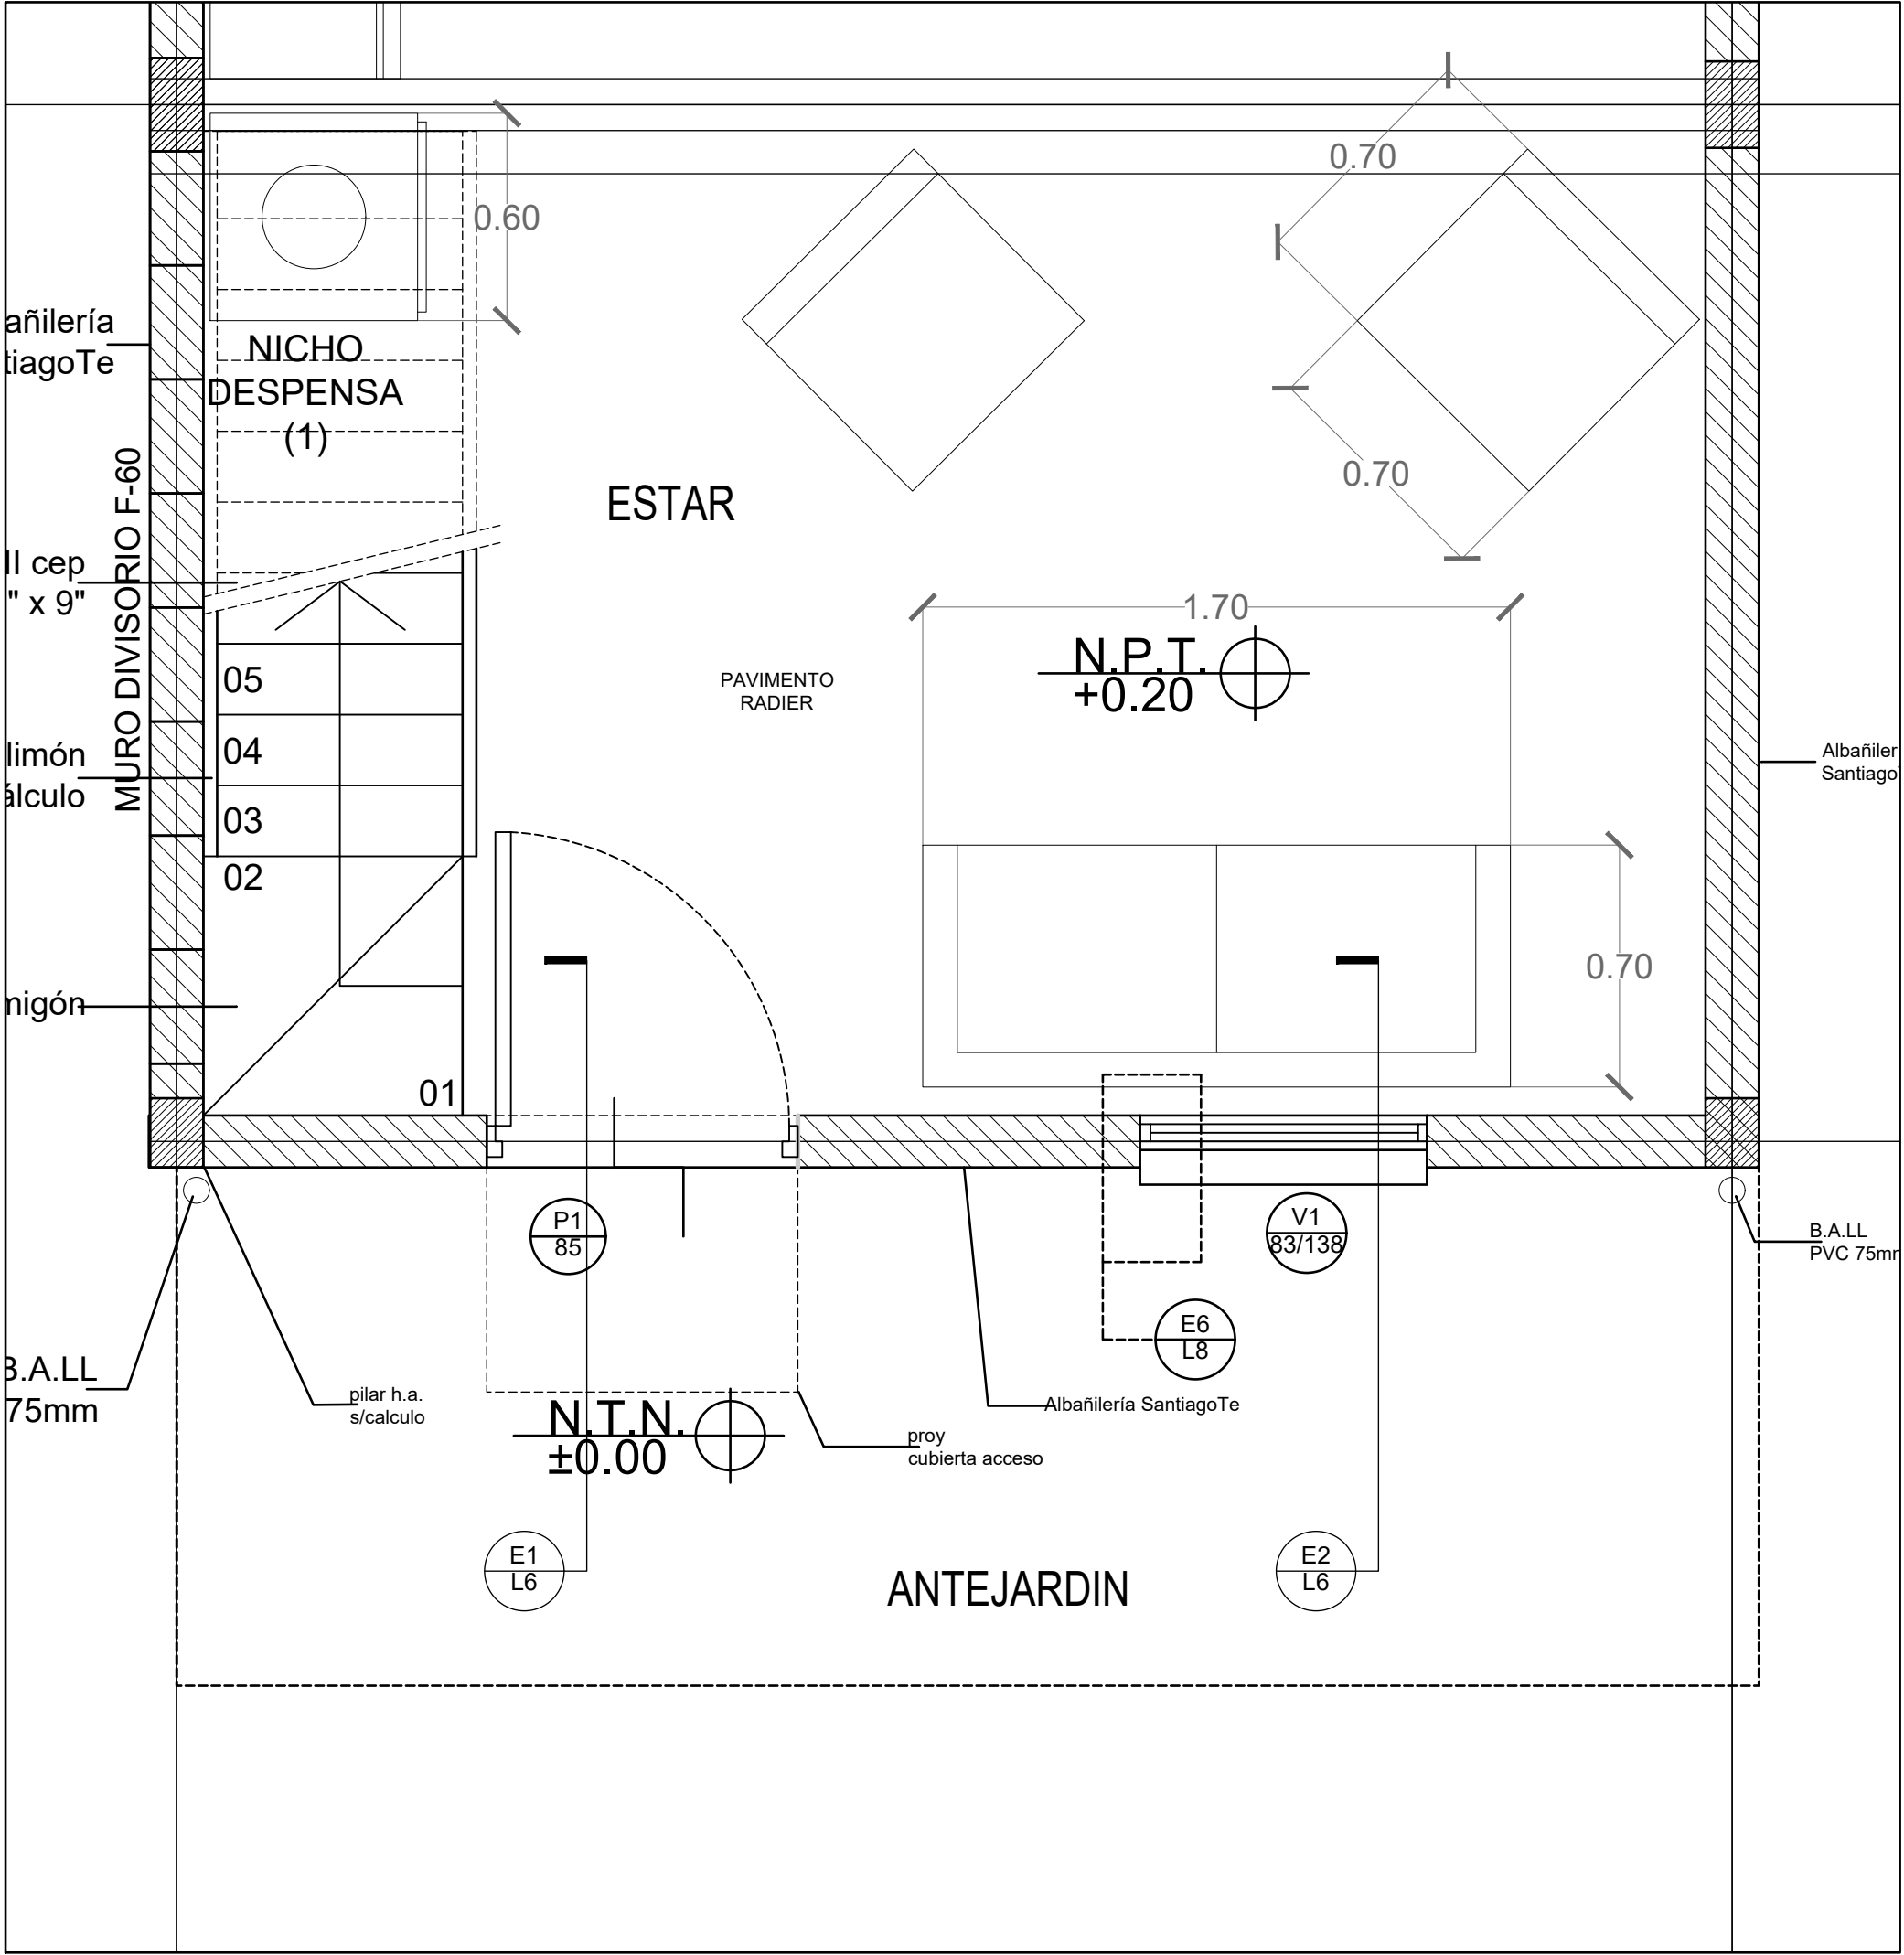 0.70
0.60
añilería
tiagoTe
NICHO
DESPENSA
(1)
MURO DIVISORIO F-60
ESTAR
0.70
ll cep
" x 9"
1.70
N.P.T.
+0.20
05
PAVIMENTO
RADIER
04
limón
álculo
Albañiler
Santiago
03
02
0.70
migón
01
P1
85
V1
83/138
B.A.LL
PVC 75mm
E6
L8
B.A.LL
75mm
pilar h.a.
s/calculo
Albañilería SantiagoTe
N.T.N.
±0.00
proy
cubierta acceso
E1
L6
E2
L6
ANTEJARDIN